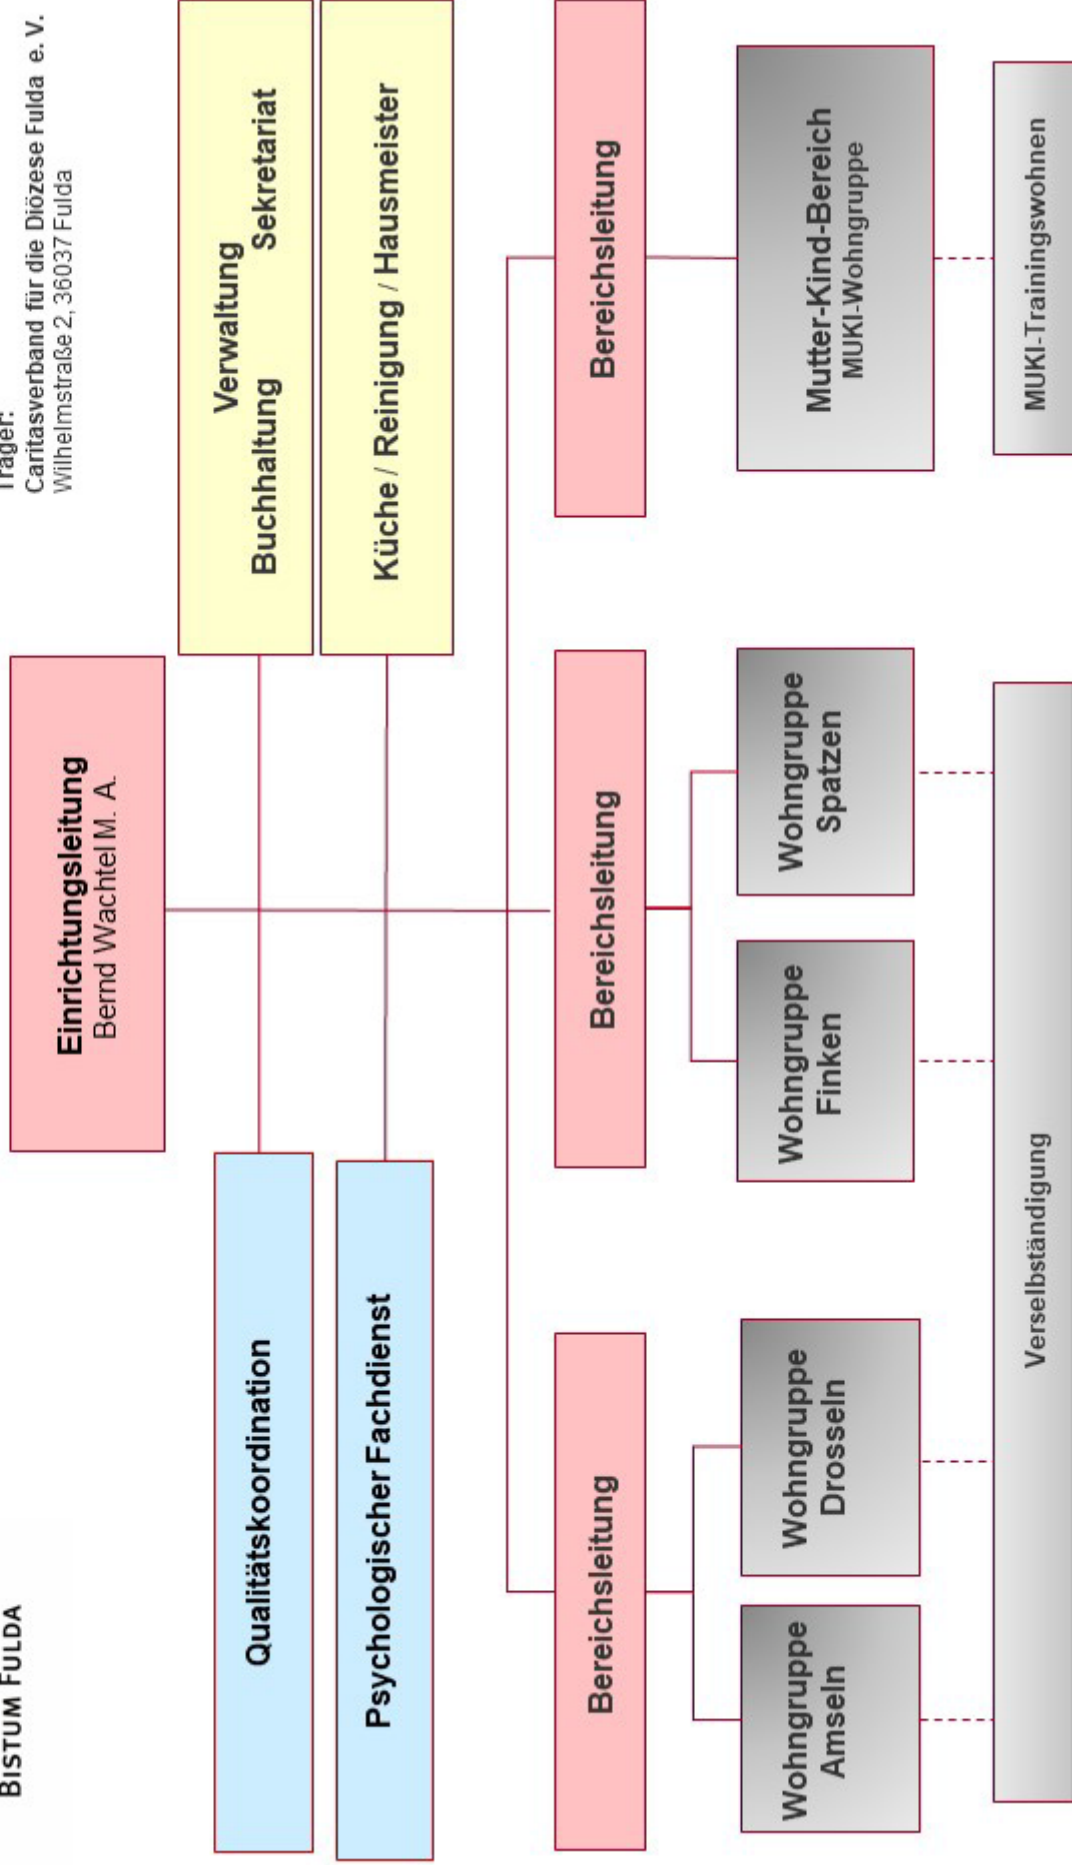 BISTUM FULDA
Träger:
Caritasverband für die Diözese Fulda e. V.
Wilhelmstraße 2, 36037 Fulda
Einrichtungsleitung
Bernd Wachtel M. A.
Qualitätskoordination
Verwaltung
Buchhaltung Sekretariat
Psychologischer Fachdienst
Küche / Reinigung / Hausmeister
Bereichsleitung
Bereichsleitung
Bereichsleitung
Wohngruppe
Amseln
Wohngruppe
Drosseln
Wohngruppe
Finken
Wohngruppe
Spatzen
Mutter-Kind-Bereich
MUKI-Wohngruppe
Verselbständigung
MUKI-Trainingswohnen